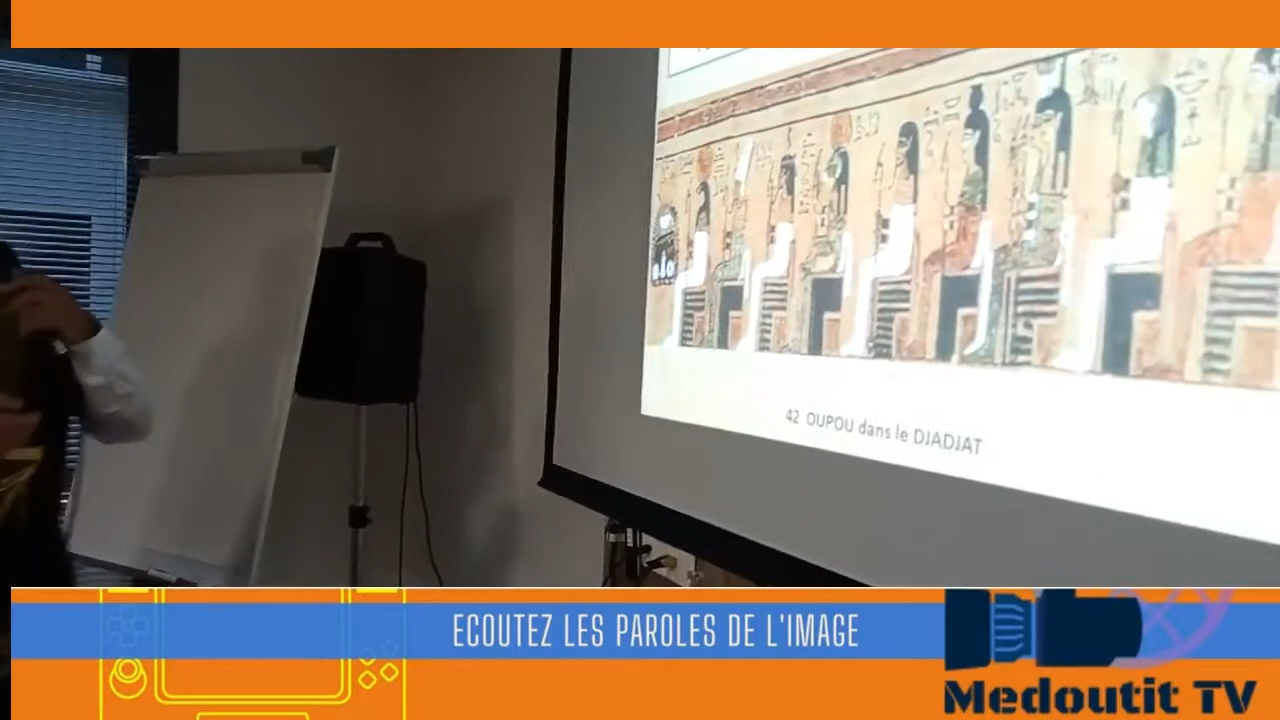 42 OUPOU dans le DJADJAT
ECOUTEZ LES PAROLES DE L'IMAGE
Medoutit TV